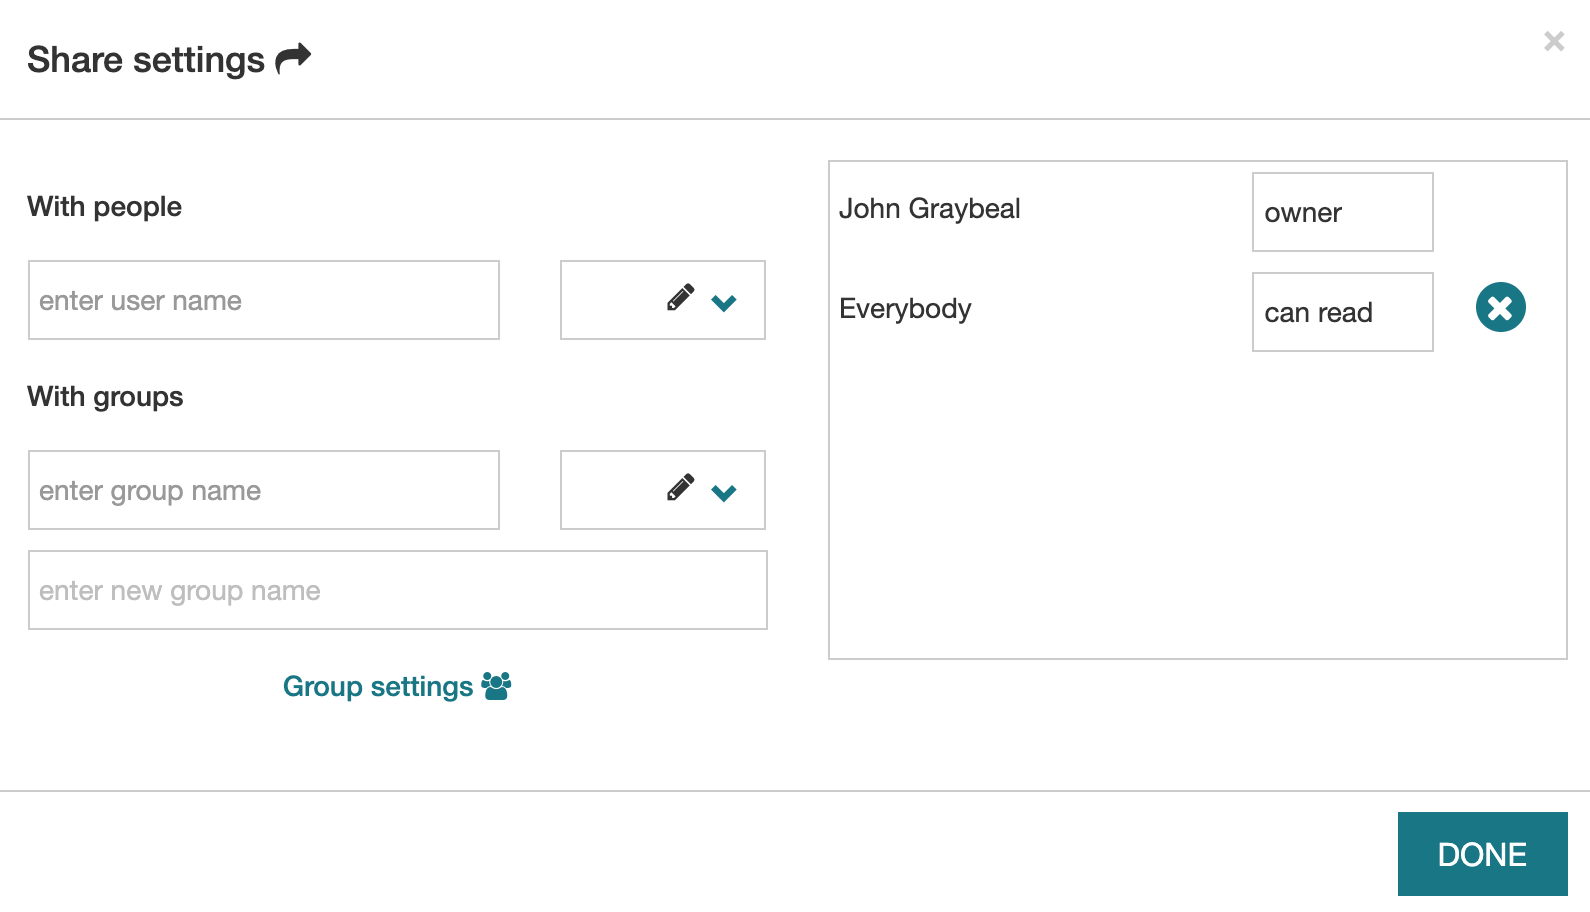 Share settings
With people
enter user name
With groups
enter group name
enter new group name
Group settings
John Graybeal
owner
Everybody
can read
DONE